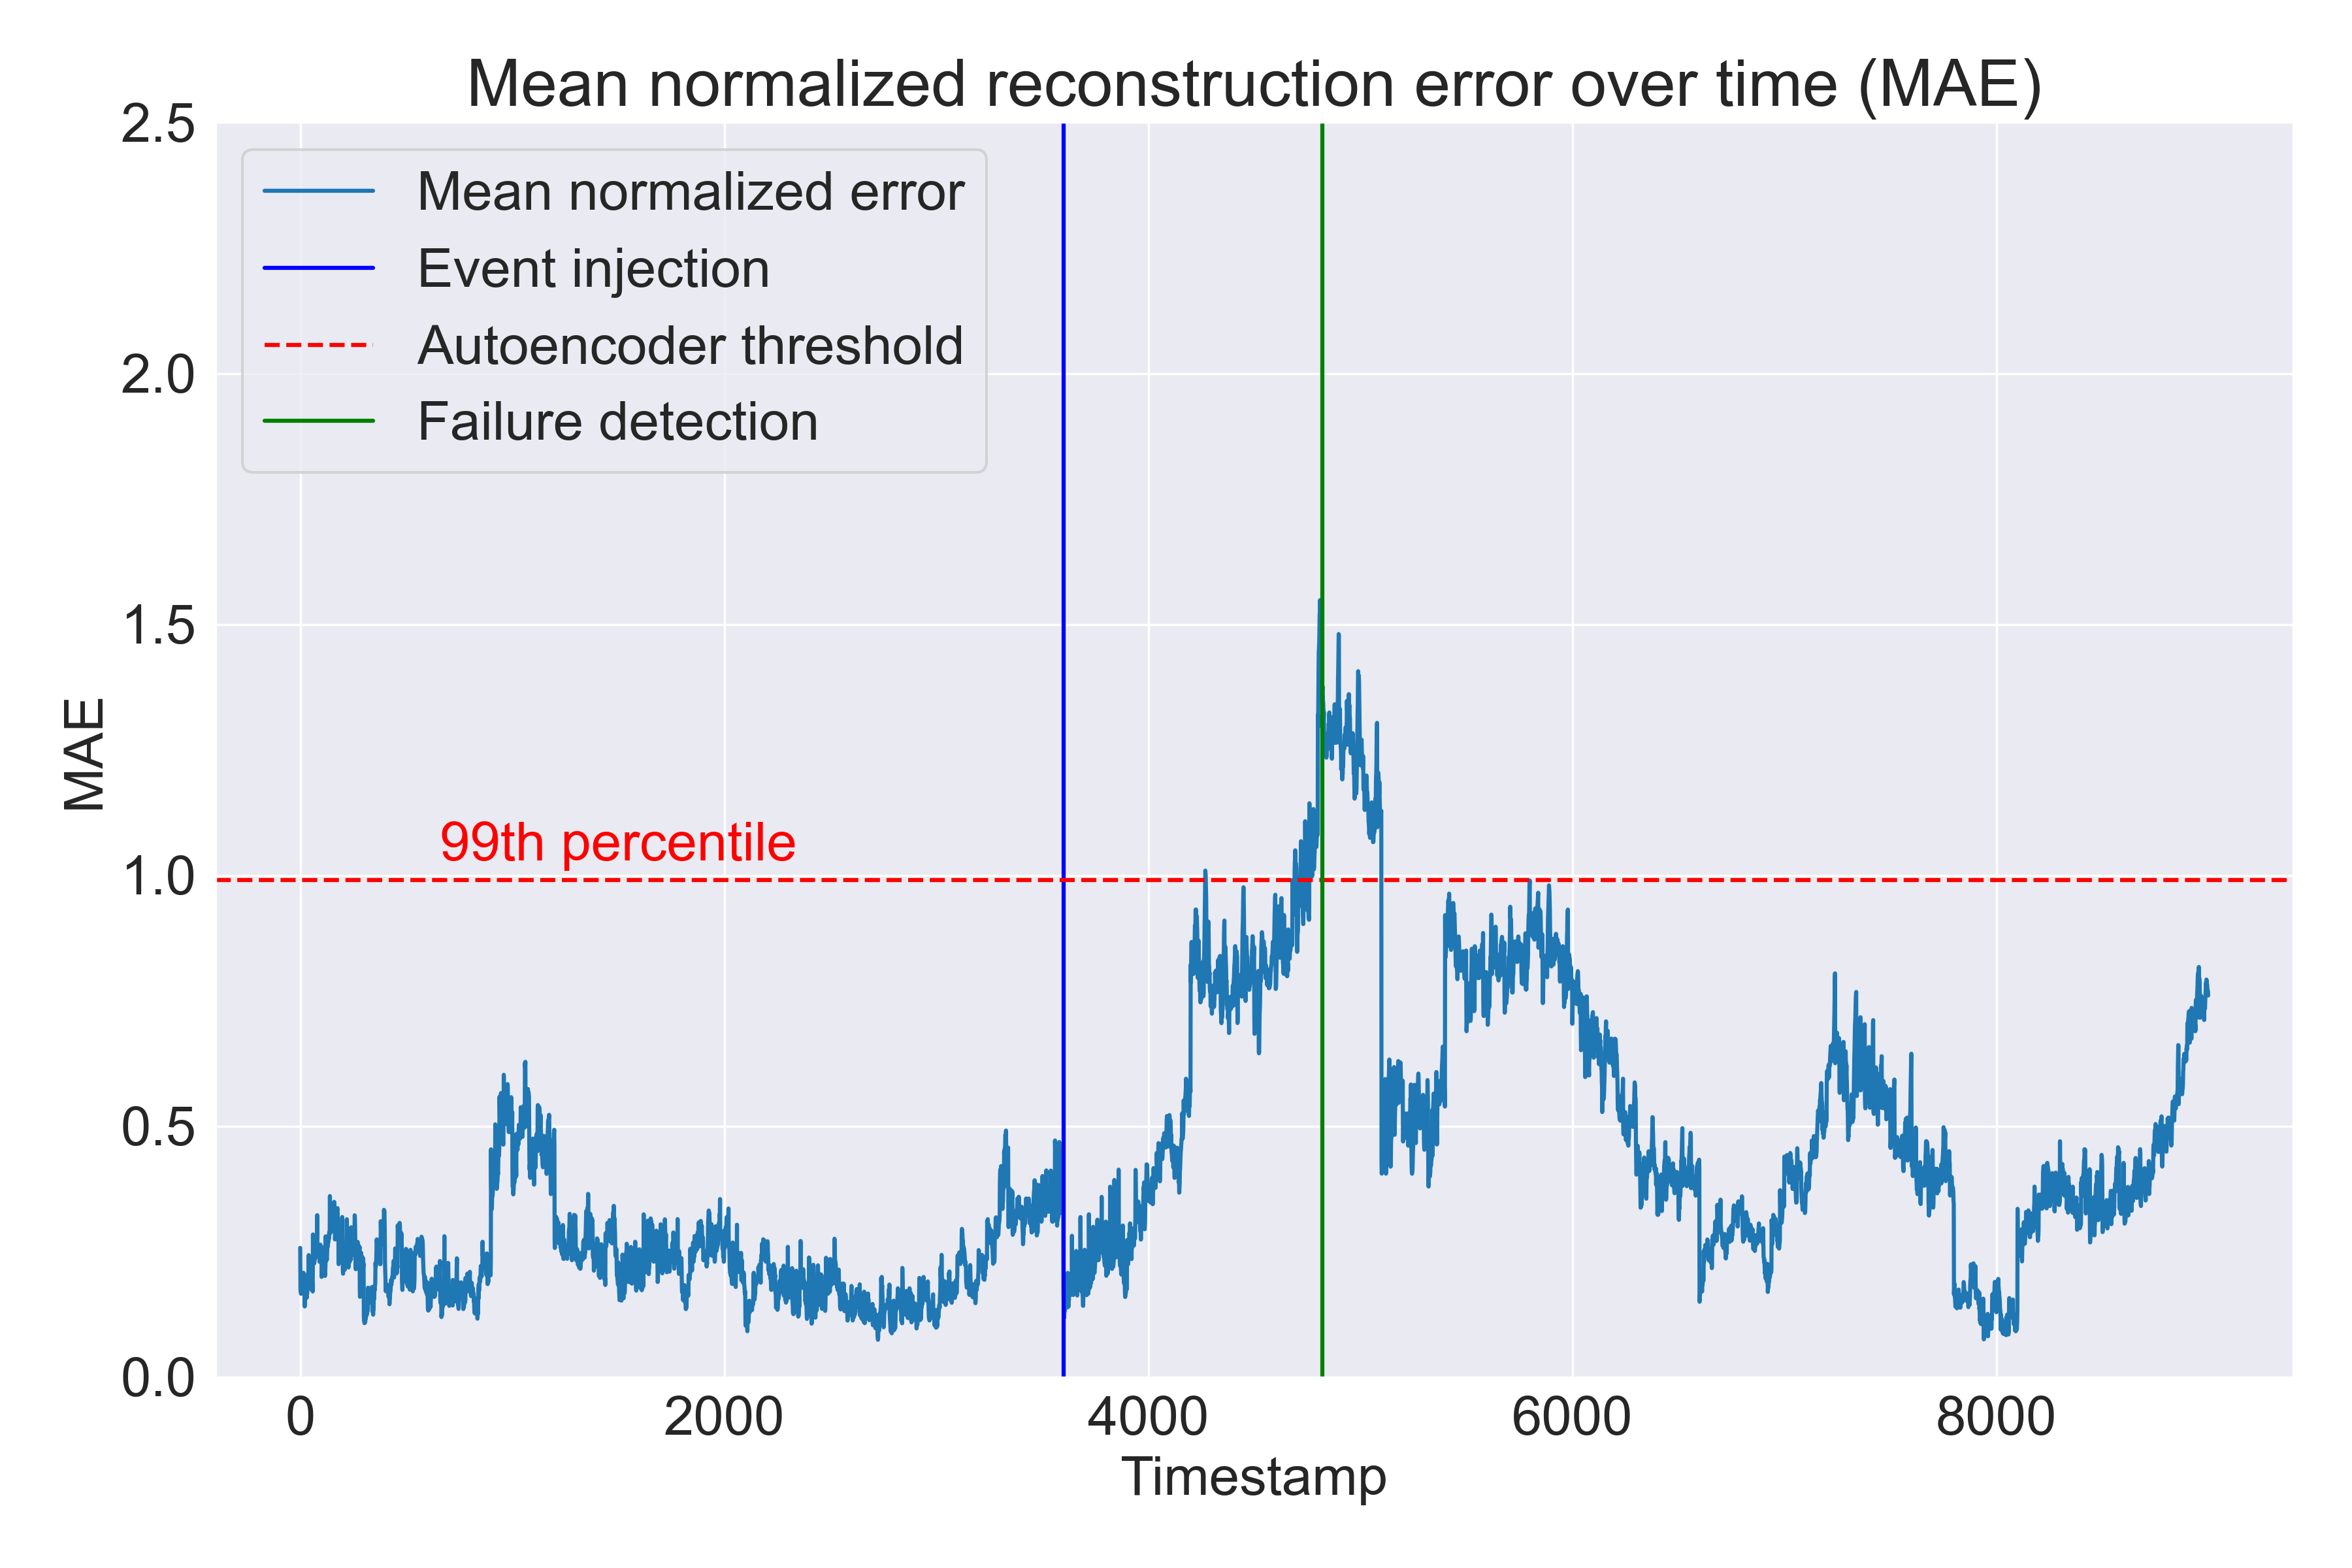 Mean normalized reconstruction error over time (MAE)
2.5
2.0
1.5
1.0
0.5
0.0
MAE
Mean normalized error
Event injection
Autoencoder threshold
Failure detection
99th percentile
0 2000 4000 6000 8000
Timestamp